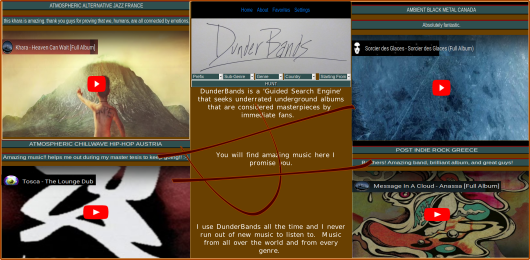 ATMOSPHERIC ALTERNATIVE JAZZ FRANCE
this khara is amazing. thank you guys for proving that we, humans, are all connected by emotions.
Khara - Heaven Can Wait [Full Album]
ATMOSPHERIC CHILLWAVE HIP-HOP AUSTRIA
Amazing music!! helps me out during my master tesis to keep going!! :-)
Tosca - The Lounge Dub
Home About Favorites Settings
DunderBands
Prefix Sub-Genre Genre Country Starting From
HUNT
DunderBands is a 'Guided Search Engine'
that seeks underrated underground albums
that are considered masterpieces by
immediate fans.
You will find amazing music here I
promise you.
I use DunderBands all the time and I never
run out of new music to listen to. Music
from all over the world and from every
genre.
AMBIENT BLACK METAL CANADA
Absolutely fantastic.
Sorcier des Glaces - Sorcier des Glaces (Full Album)
POST INDIE ROCK GREECE
Brothers! Amazing band, brilliant album, and great guys!
Message In A Cloud - Anassa [Full Album]